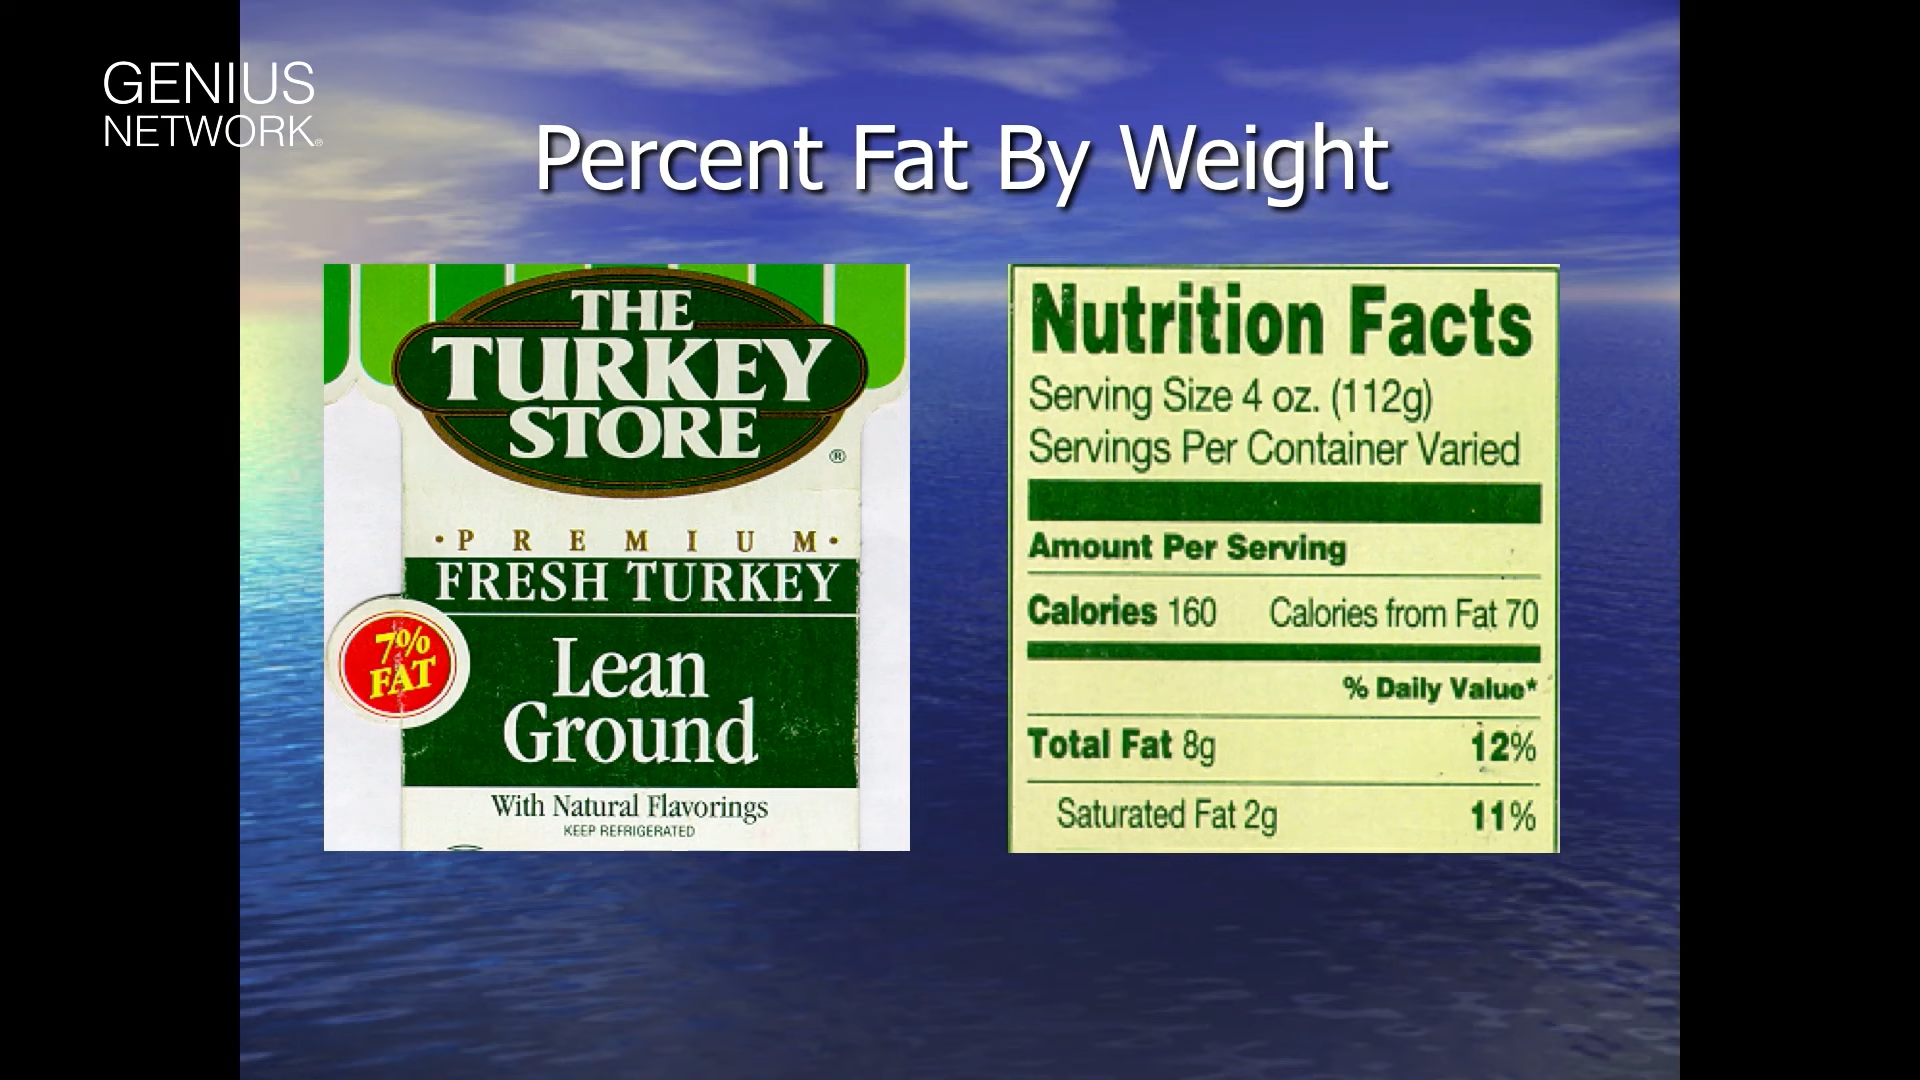 GENIUS
NETWORK®
Percent Fat By Weight
THE
TURKEY
STORE
®
• P R E M I U M •
FRESH TURKEY
7%
FAT
Lean
Ground
With Natural Flavorings
KEEP REFRIGERATED
Nutrition Facts
Serving Size 4 oz. (112g)
Servings Per Container Varied
Amount Per Serving
Calories 160 Calories from Fat 70
% Daily Value*
Total Fat 8g 12%
Saturated Fat 2g 11%